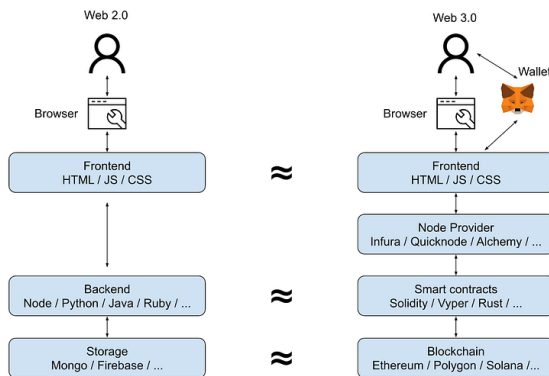 Web 2.0
Web 3.0
Wallet
Browser
Browser
Frontend
HTML / JS / CSS
≈
Frontend
HTML / JS / CSS
Node Provider
Infura / Quicknode / Alchemy / ...
Backend
Node / Python / Java / Ruby / ...
≈
Smart contracts
Solidity / Vyper / Rust / ...
Storage
Mongo / Firebase / ...
≈
Blockchain
Ethereum / Polygon / Solana /...